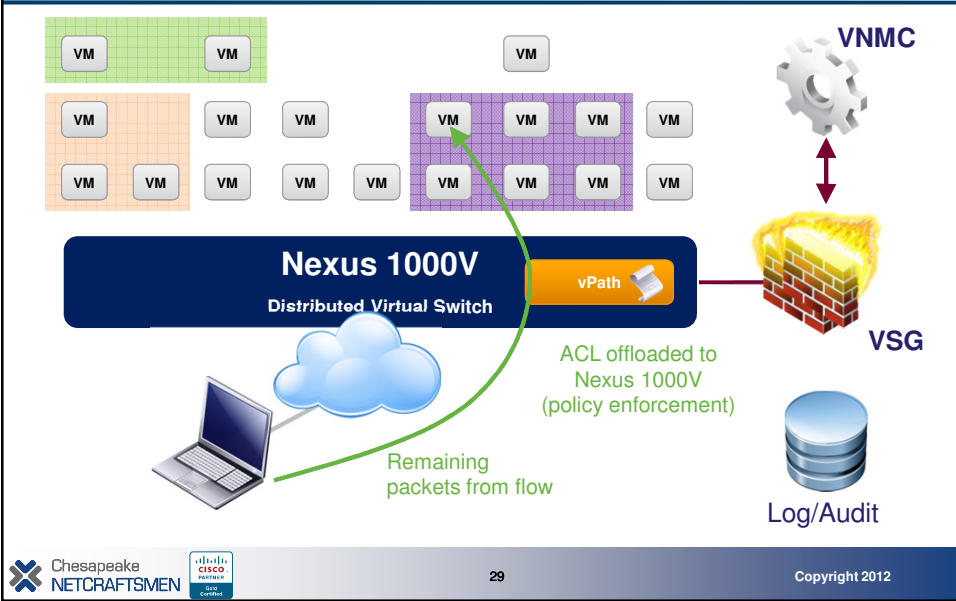 VM VM VM
VNMC
VM VM VM VM VM VM VM
VM VM VM VM VM VM VM VM VM
Nexus 1000V
Distributed Virtual Switch
vPath
VSG
ACL offloaded to
Nexus 1000V
(policy enforcement)
Remaining
packets from flow
Log/Audit
Chesapeake
NETCRAFTSMEN
CISCO
PARTNER
Gold
Certified
29
Copyright 2012